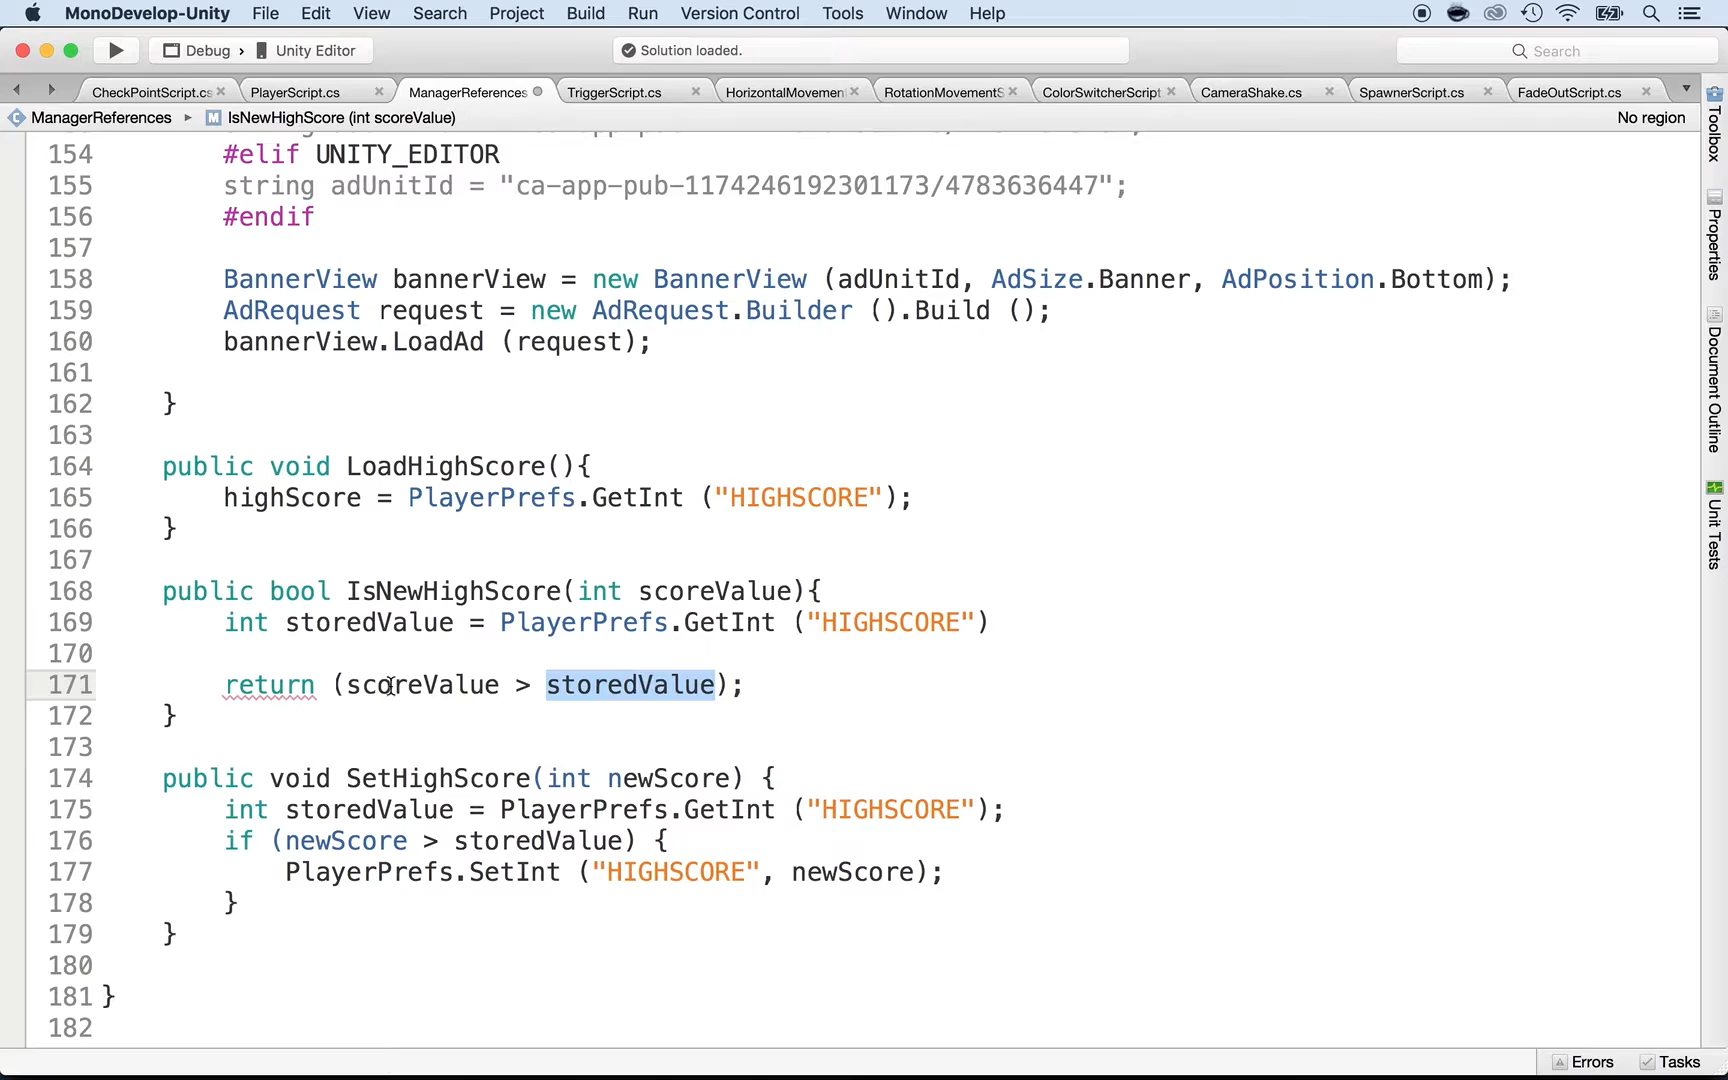 MonoDevelop-Unity File Edit View Search Project Build Run Version Control Tools Window Help
Debug › Unity Editor Solution loaded. Search
CheckPointScript.cs PlayerScript.cs ManagerReferences TriggerScript.cs HorizontalMovemen RotationMovementS ColorSwitcherScript CameraShake.cs SpawnerScript.cs FadeOutScript.cs
ManagerReferences ▸ M IsNewHighScore (int scoreValue) No region
154 #elif UNITY_EDITOR
155 string adUnitId = "ca-app-pub-1174246192301173/4783636447";
156 #endif
157
158 BannerView bannerView = new BannerView (adUnitId, AdSize.Banner, AdPosition.Bottom);
159 AdRequest request = new AdRequest.Builder ().Build ();
160 bannerView.LoadAd (request);
161
162 }
163
164 public void LoadHighScore(){
165 highScore = PlayerPrefs.GetInt ("HIGHSCORE");
166 }
167
168 public bool IsNewHighScore(int scoreValue){
169 int storedValue = PlayerPrefs.GetInt ("HIGHSCORE")
170
171 return (scoreValue > storedValue);
172 }
173
174 public void SetHighScore(int newScore) {
175 int storedValue = PlayerPrefs.GetInt ("HIGHSCORE");
176 if (newScore > storedValue) {
177 PlayerPrefs.SetInt ("HIGHSCORE", newScore);
178 }
179 }
180
181 }
182
Toolbox
Properties
Document Outline
Unit Tests
Errors Tasks